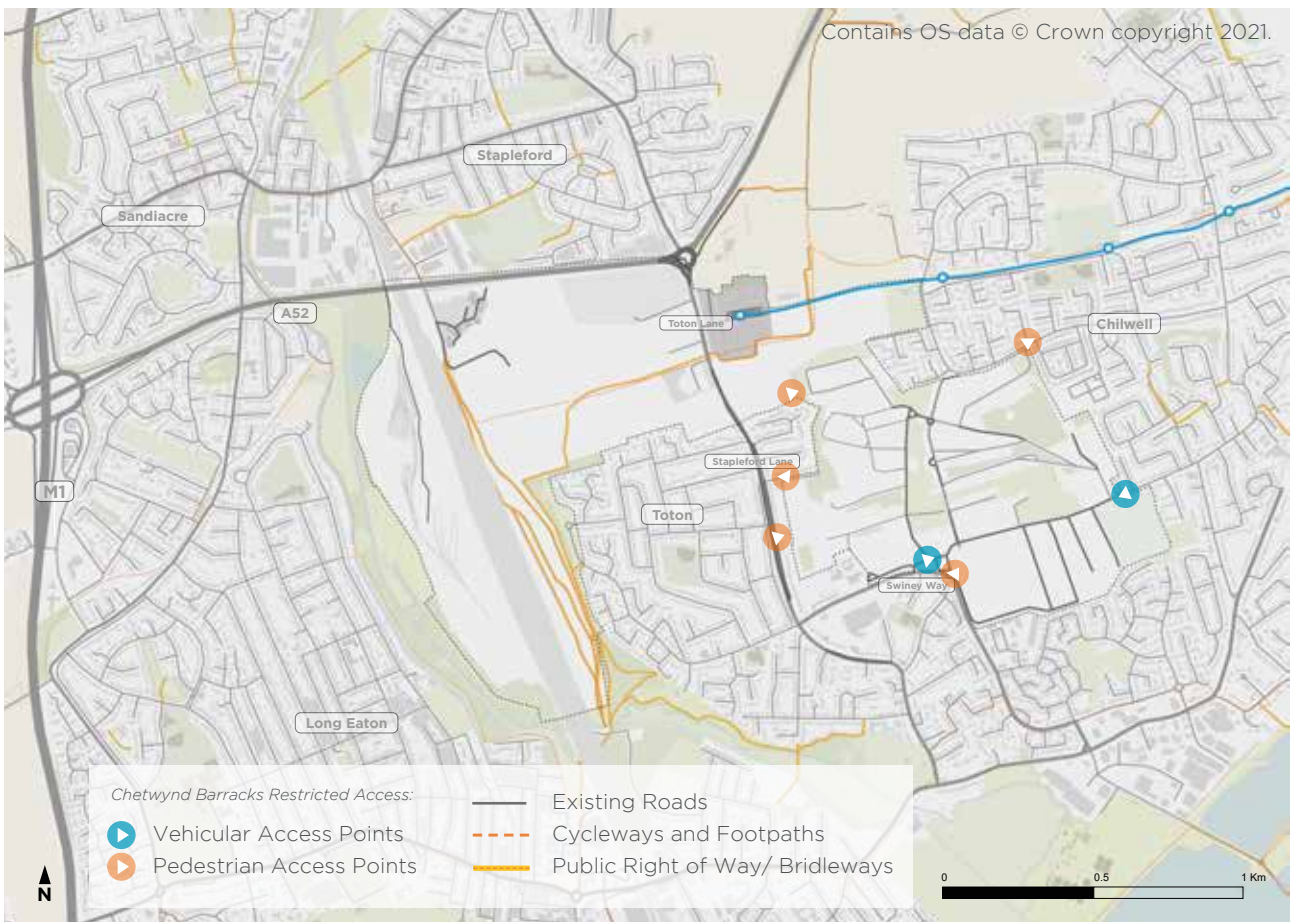 Contains OS data © Crown copyright 2021.
Stapleford
Sandiacre
A52
Toton Lane
Chilwell
Stapleford Lane
M1
Toton
Swiney Way
Long Eaton
Chetwynd Barracks Restricted Access:
Vehicular Access Points
Pedestrian Access Points
Existing Roads
Cycleways and Footpaths
Public Right of Way/ Bridleways
N
0 0.5 1 Km